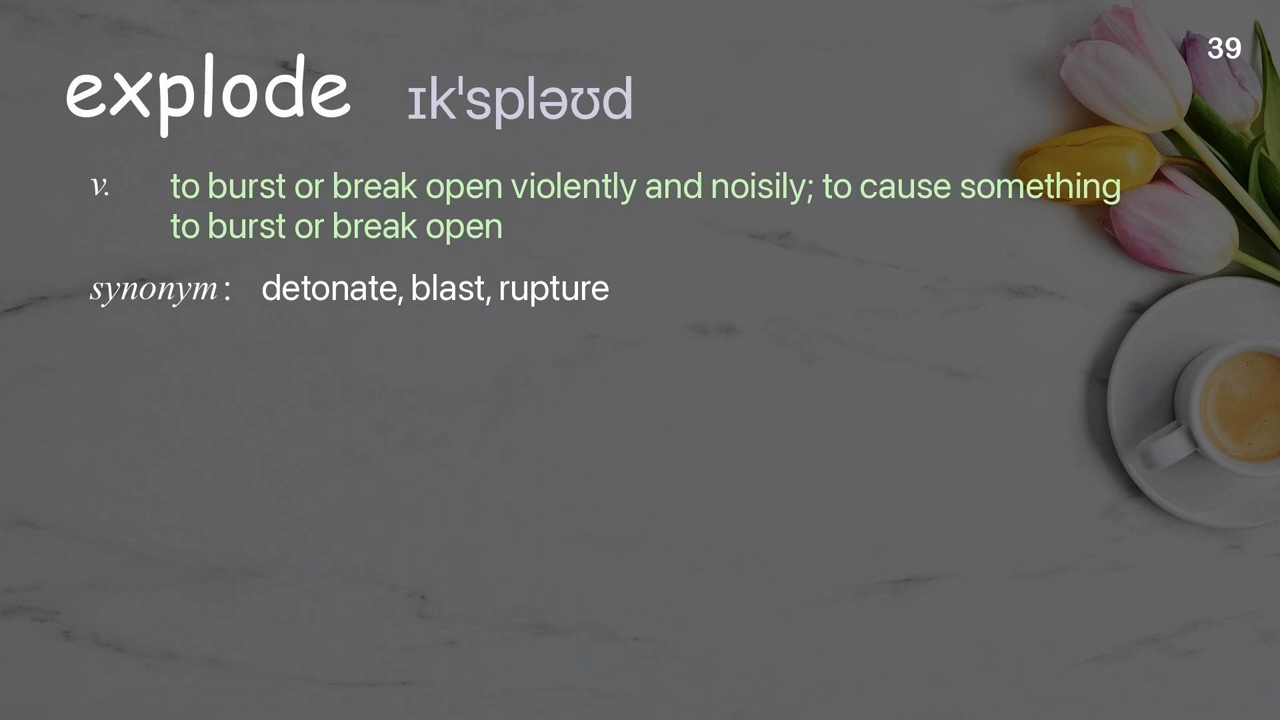 39
explode ɪk'spləʊd
v. to burst or break open violently and noisily; to cause something
to burst or break open
synonym: detonate, blast, rupture